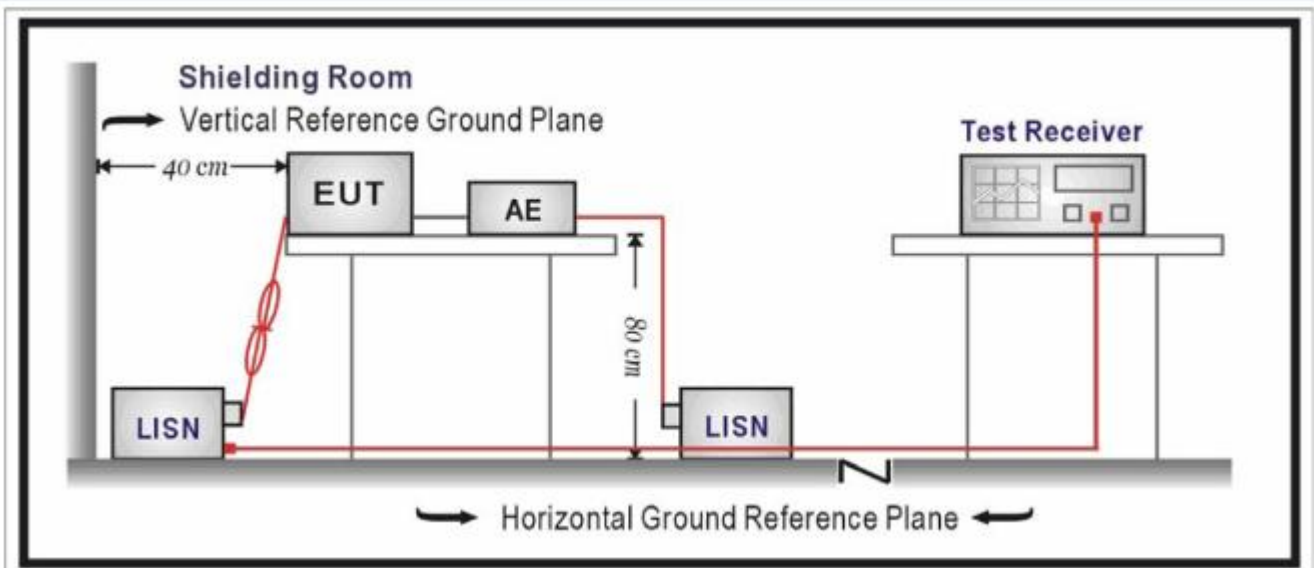 Shielding Room
Vertical Reference Ground Plane
40 cm
EUT
AE
Test Receiver
80 cm
LISN
LISN
Horizontal Ground Reference Plane